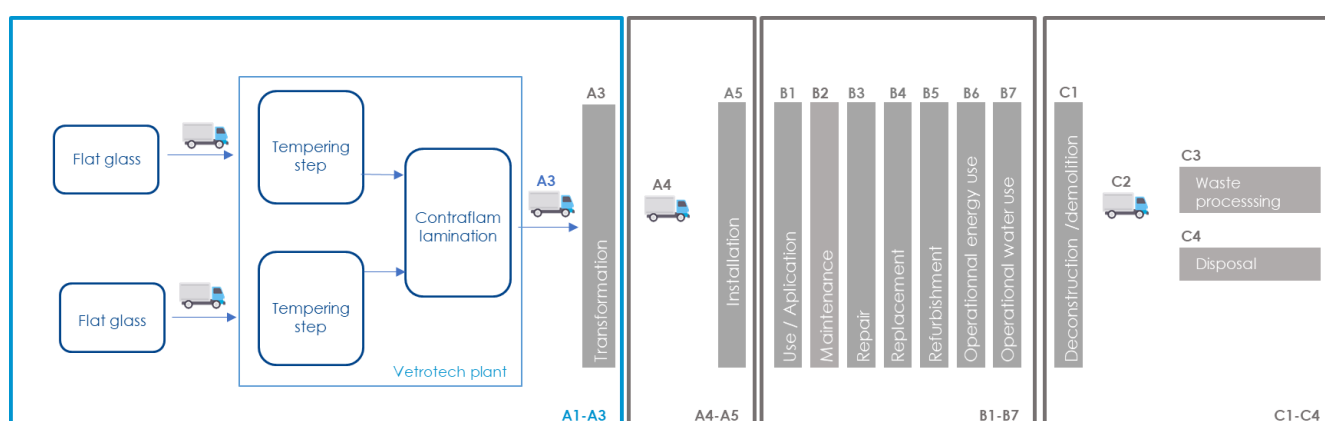 Flat glass
Flat glass
Tempering
step
Tempering
step
Contraflam
lamination
Vetrotech plant
A3
A3
Transformation
A1-A3
A4
A5
Installation
A4-A5
B1
Use / Aplication
B2
Maintenance
B3
Repair
B4
Replacement
B5
Refurbishment
B6
Operationnal energy use
B7
Operational water use
B1-B7
C1
Deconstruction /demolition
C2
C3
Waste
processsing
C4
Disposal
C1-C4